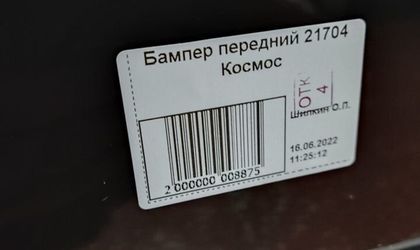 Бампер передний 21704
Космос
ОТК
4
Шилкин О.П.
16.06.2022
11:25:12
2 000000 008875